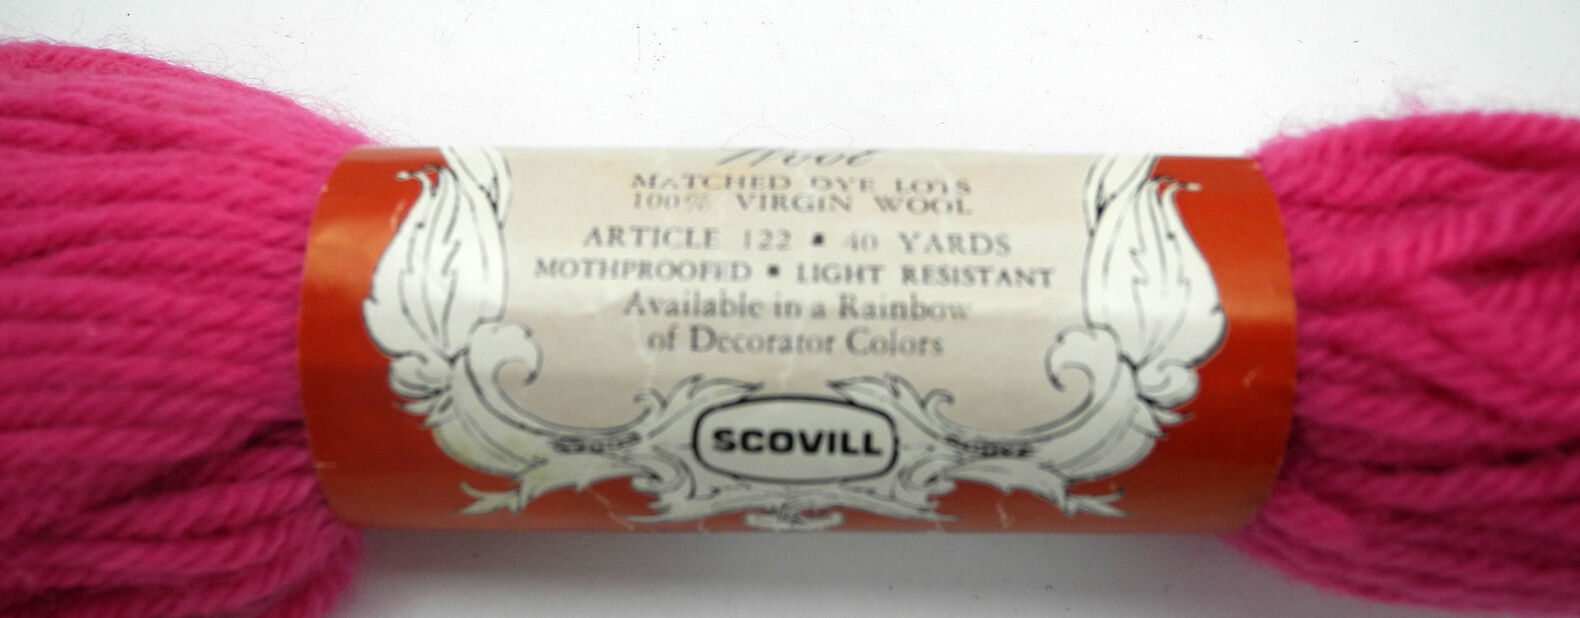 Wool
MATCHED DYE LOTS
100% VIRGIN WOOL
ARTICLE 122 ▪ 40 YARDS
MOTHPROOFED ▪ LIGHT RESISTANT
Available in a Rainbow
of Decorator Colors
SCOVILL